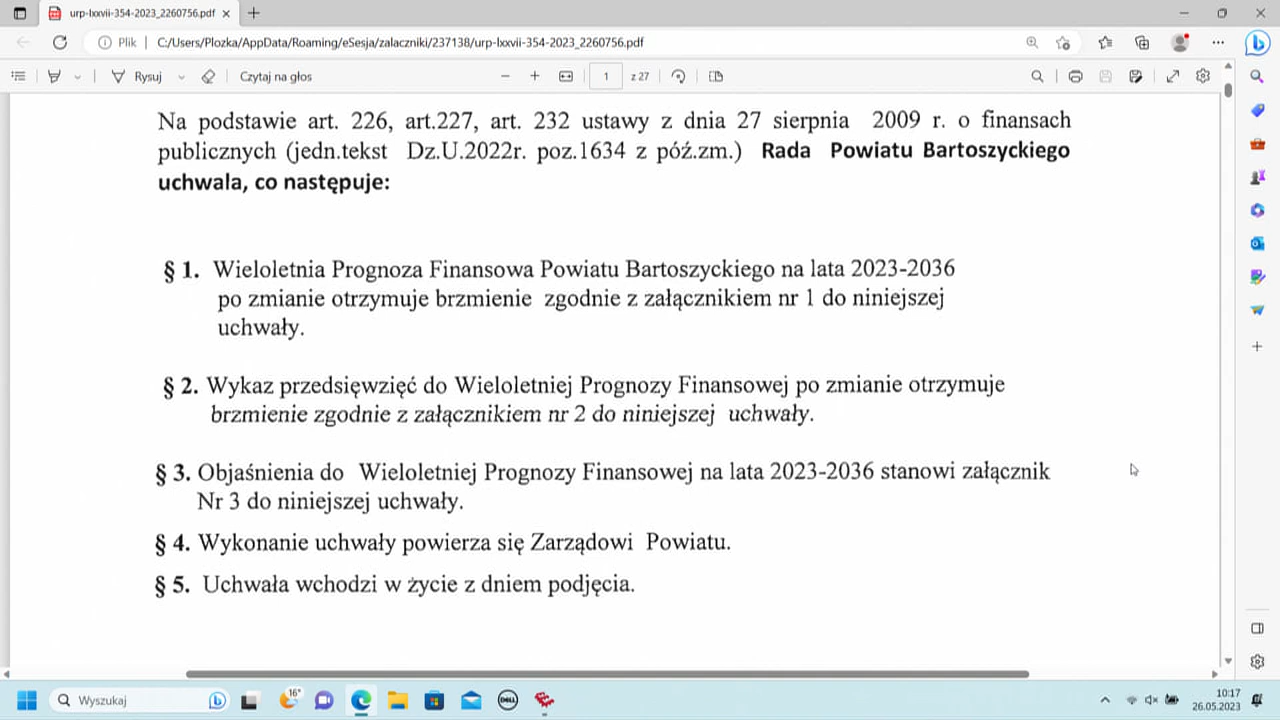 urp-lxxvii-354-2023_2260756.pdf
Plik
C:/Users/Plozka/AppData/Roaming/eSesja/zalaczniki/237138/urp-lxxvii-354-2023_2260756.pdf
Rysuj
Czytaj na głos
1
z 27
Na podstawie art. 226, art.227, art. 232 ustawy z dnia 27 sierpnia 2009 r. o finansach
publicznych (jedn.tekst Dz.U.2022r. poz.1634 z póź.zm.) Rada Powiatu Bartoszyckiego
uchwala, co następuje:
§ 1. Wieloletnia Prognoza Finansowa Powiatu Bartoszyckiego na lata 2023-2036
po zmianie otrzymuje brzmienie zgodnie z załącznikiem nr 1 do niniejszej
uchwały.
§ 2. Wykaz przedsięwzięć do Wieloletniej Prognozy Finansowej po zmianie otrzymuje
brzmienie zgodnie z załącznikiem nr 2 do niniejszej uchwały.
§ 3. Objaśnienia do Wieloletniej Prognozy Finansowej na lata 2023-2036 stanowi załącznik
Nr 3 do niniejszej uchwały.
§ 4. Wykonanie uchwały powierza się Zarządowi Powiatu.
§ 5. Uchwała wchodzi w życie z dniem podjęcia.
Wyszukaj
16°
DELL
10:17
26.05.2023